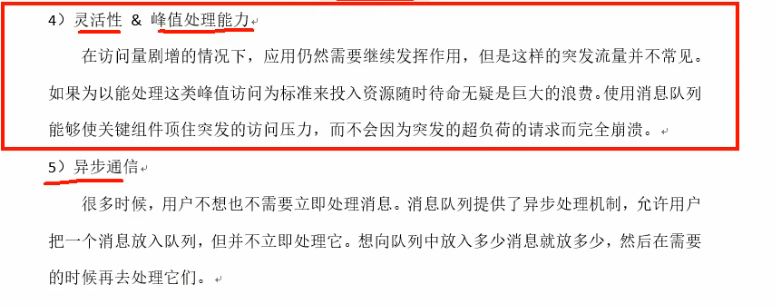 4）灵活性 & 峰值处理能力
在访问量剧增的情况下，应用仍然需要继续发挥作用，但是这样的突发流量并不常见。
如果为以能处理这类峰值访问为标准来投入资源随时待命无疑是巨大的浪费。使用消息队列
能够使关键组件顶住突发的访问压力，而不会因为突发的超负荷的请求而完全崩溃。
5）异步通信
很多时候，用户不想也不需要立即处理消息。消息队列提供了异步处理机制，允许用户
把一个消息放入队列，但并不立即处理它。想向队列中放入多少消息就放多少，然后在需要
的时候再去处理它们。